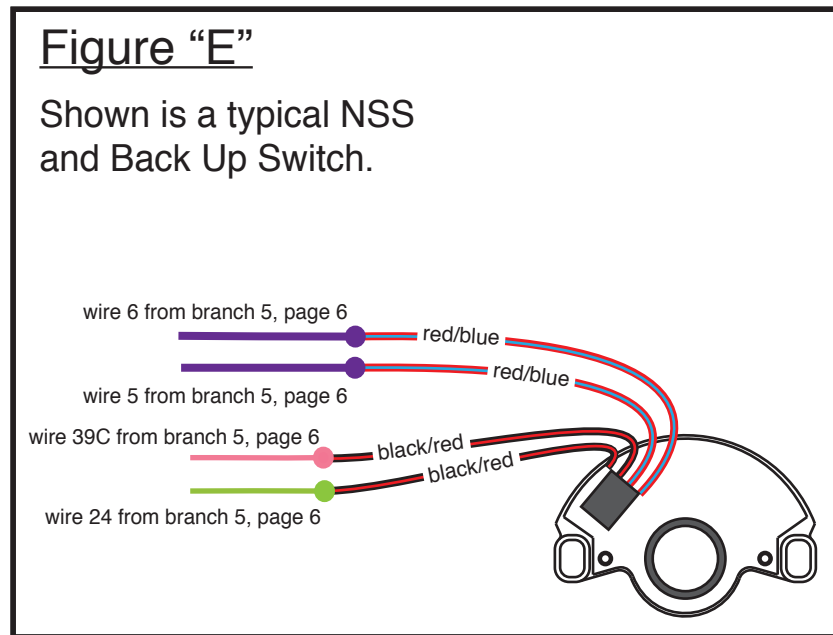 Figure “E”
Shown is a typical NSS
and Back Up Switch.
wire 6 from branch 5, page 6
red/blue
red/blue
wire 5 from branch 5, page 6
wire 39C from branch 5, page 6
black/red
black/red
wire 24 from branch 5, page 6